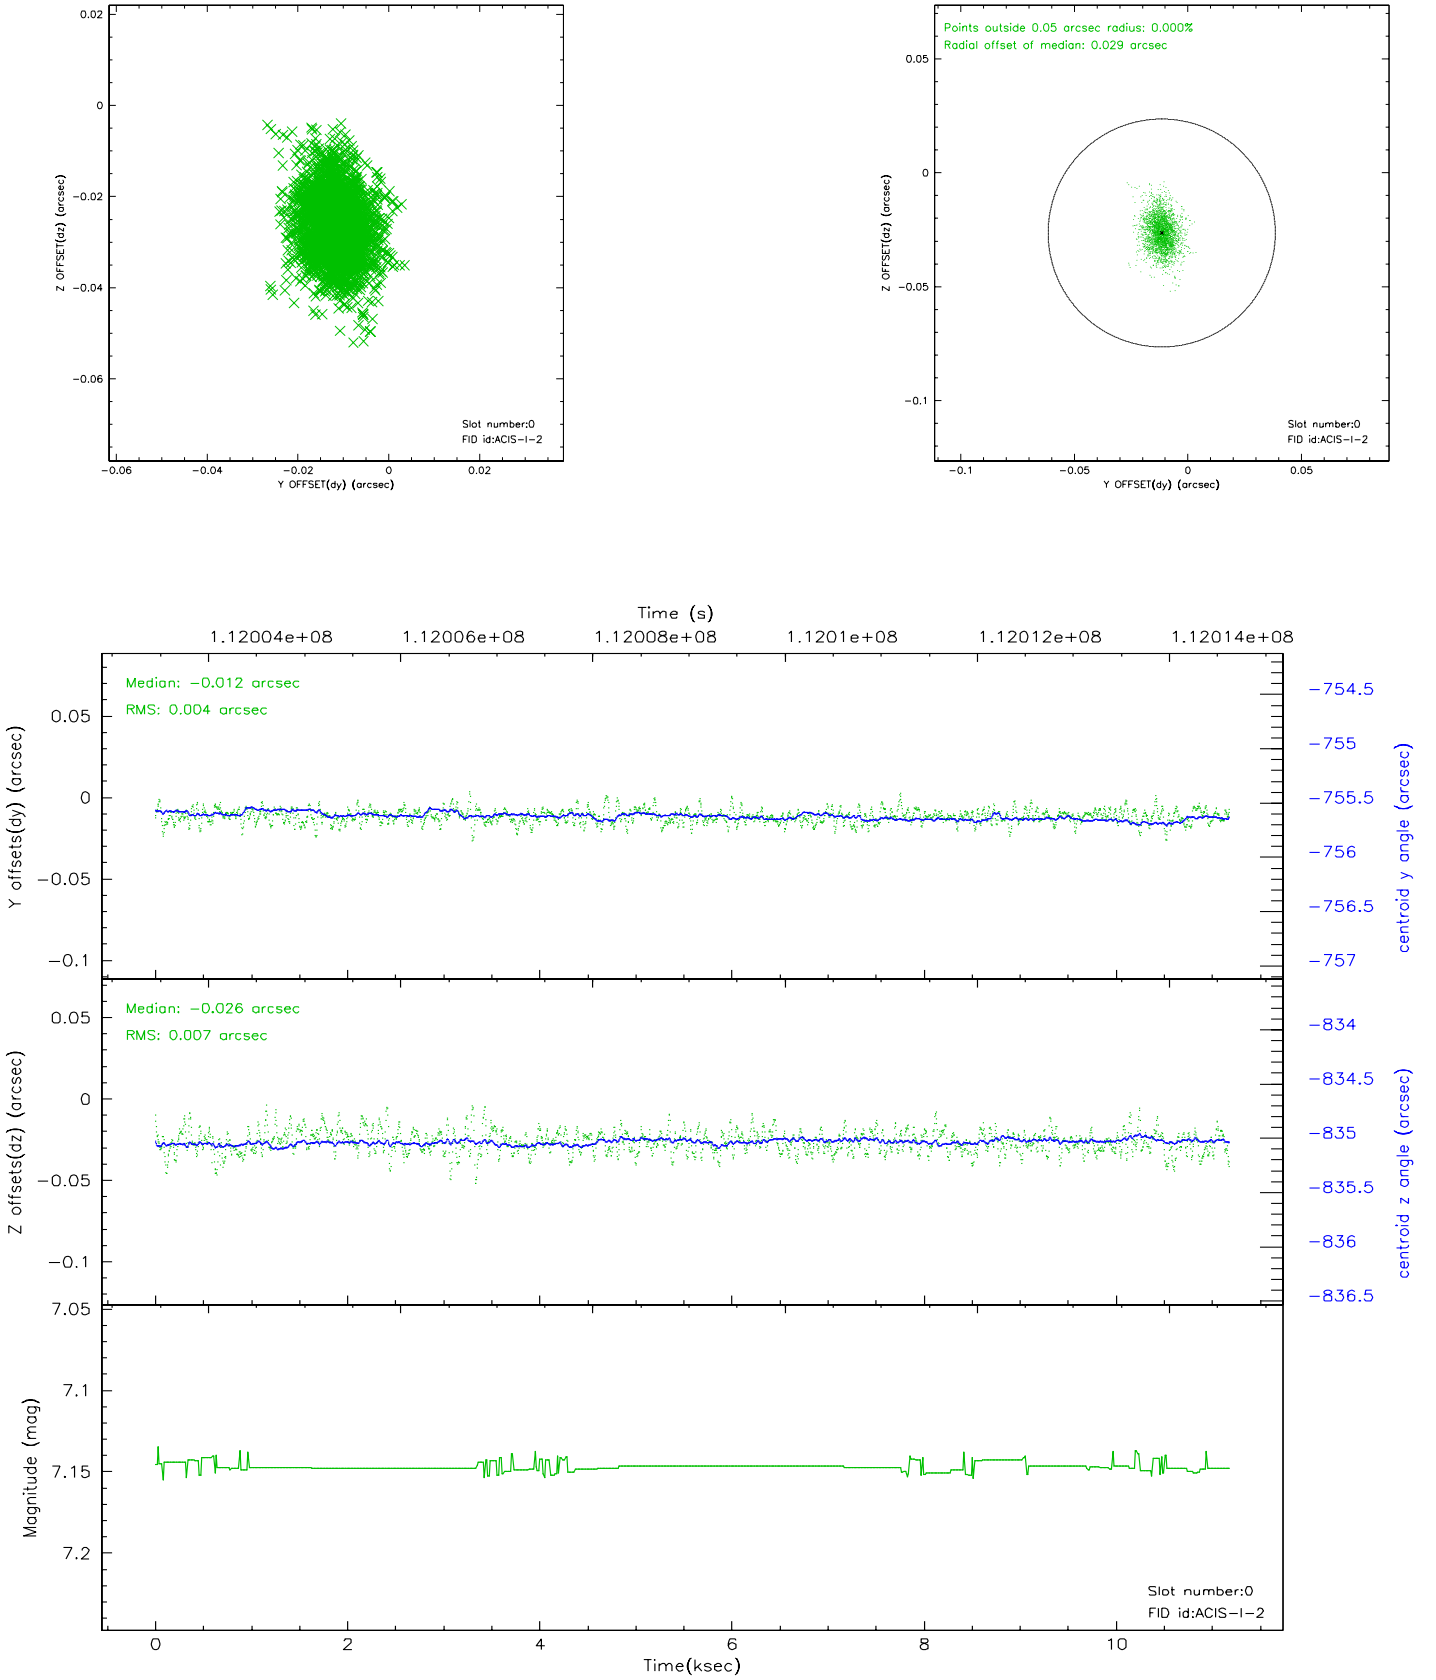 0.02
0
−0.02
−0.04
−0.06
Z OFFSET(dz) (arcsec)
Slot number:0
FID id:ACIS−I−2
−0.06 −0.04 −0.02 0 0.02
Y OFFSET(dy) (arcsec)
Points outside 0.05 arcsec radius: 0.000%
Radial offset of median: 0.029 arcsec
0.05
0
−0.05
−0.1
Z OFFSET(dz) (arcsec)
Slot number:0
FID id:ACIS−I−2
−0.1 −0.05 0 0.05
Y OFFSET(dy) (arcsec)
Time (s)
1.12004e+08 1.12006e+08 1.12008e+08 1.1201e+08 1.12012e+08 1.12014e+08
Median: −0.012 arcsec
RMS: 0.004 arcsec
0.05
0
−0.05
−0.1
Y offsets(dy) (arcsec)
−754.5
−755
−755.5
−756
−756.5
−757
centroid y angle (arcsec)
Median: −0.026 arcsec
RMS: 0.007 arcsec
0.05
0
−0.05
−0.1
Z offsets(dz) (arcsec)
−834
−834.5
−835
−835.5
−836
−836.5
centroid z angle (arcsec)
7.05
7.1
7.15
7.2
Magnitude (mag)
Slot number:0
FID id:ACIS−I−2
0 2 4 6 8 10
Time(ksec)